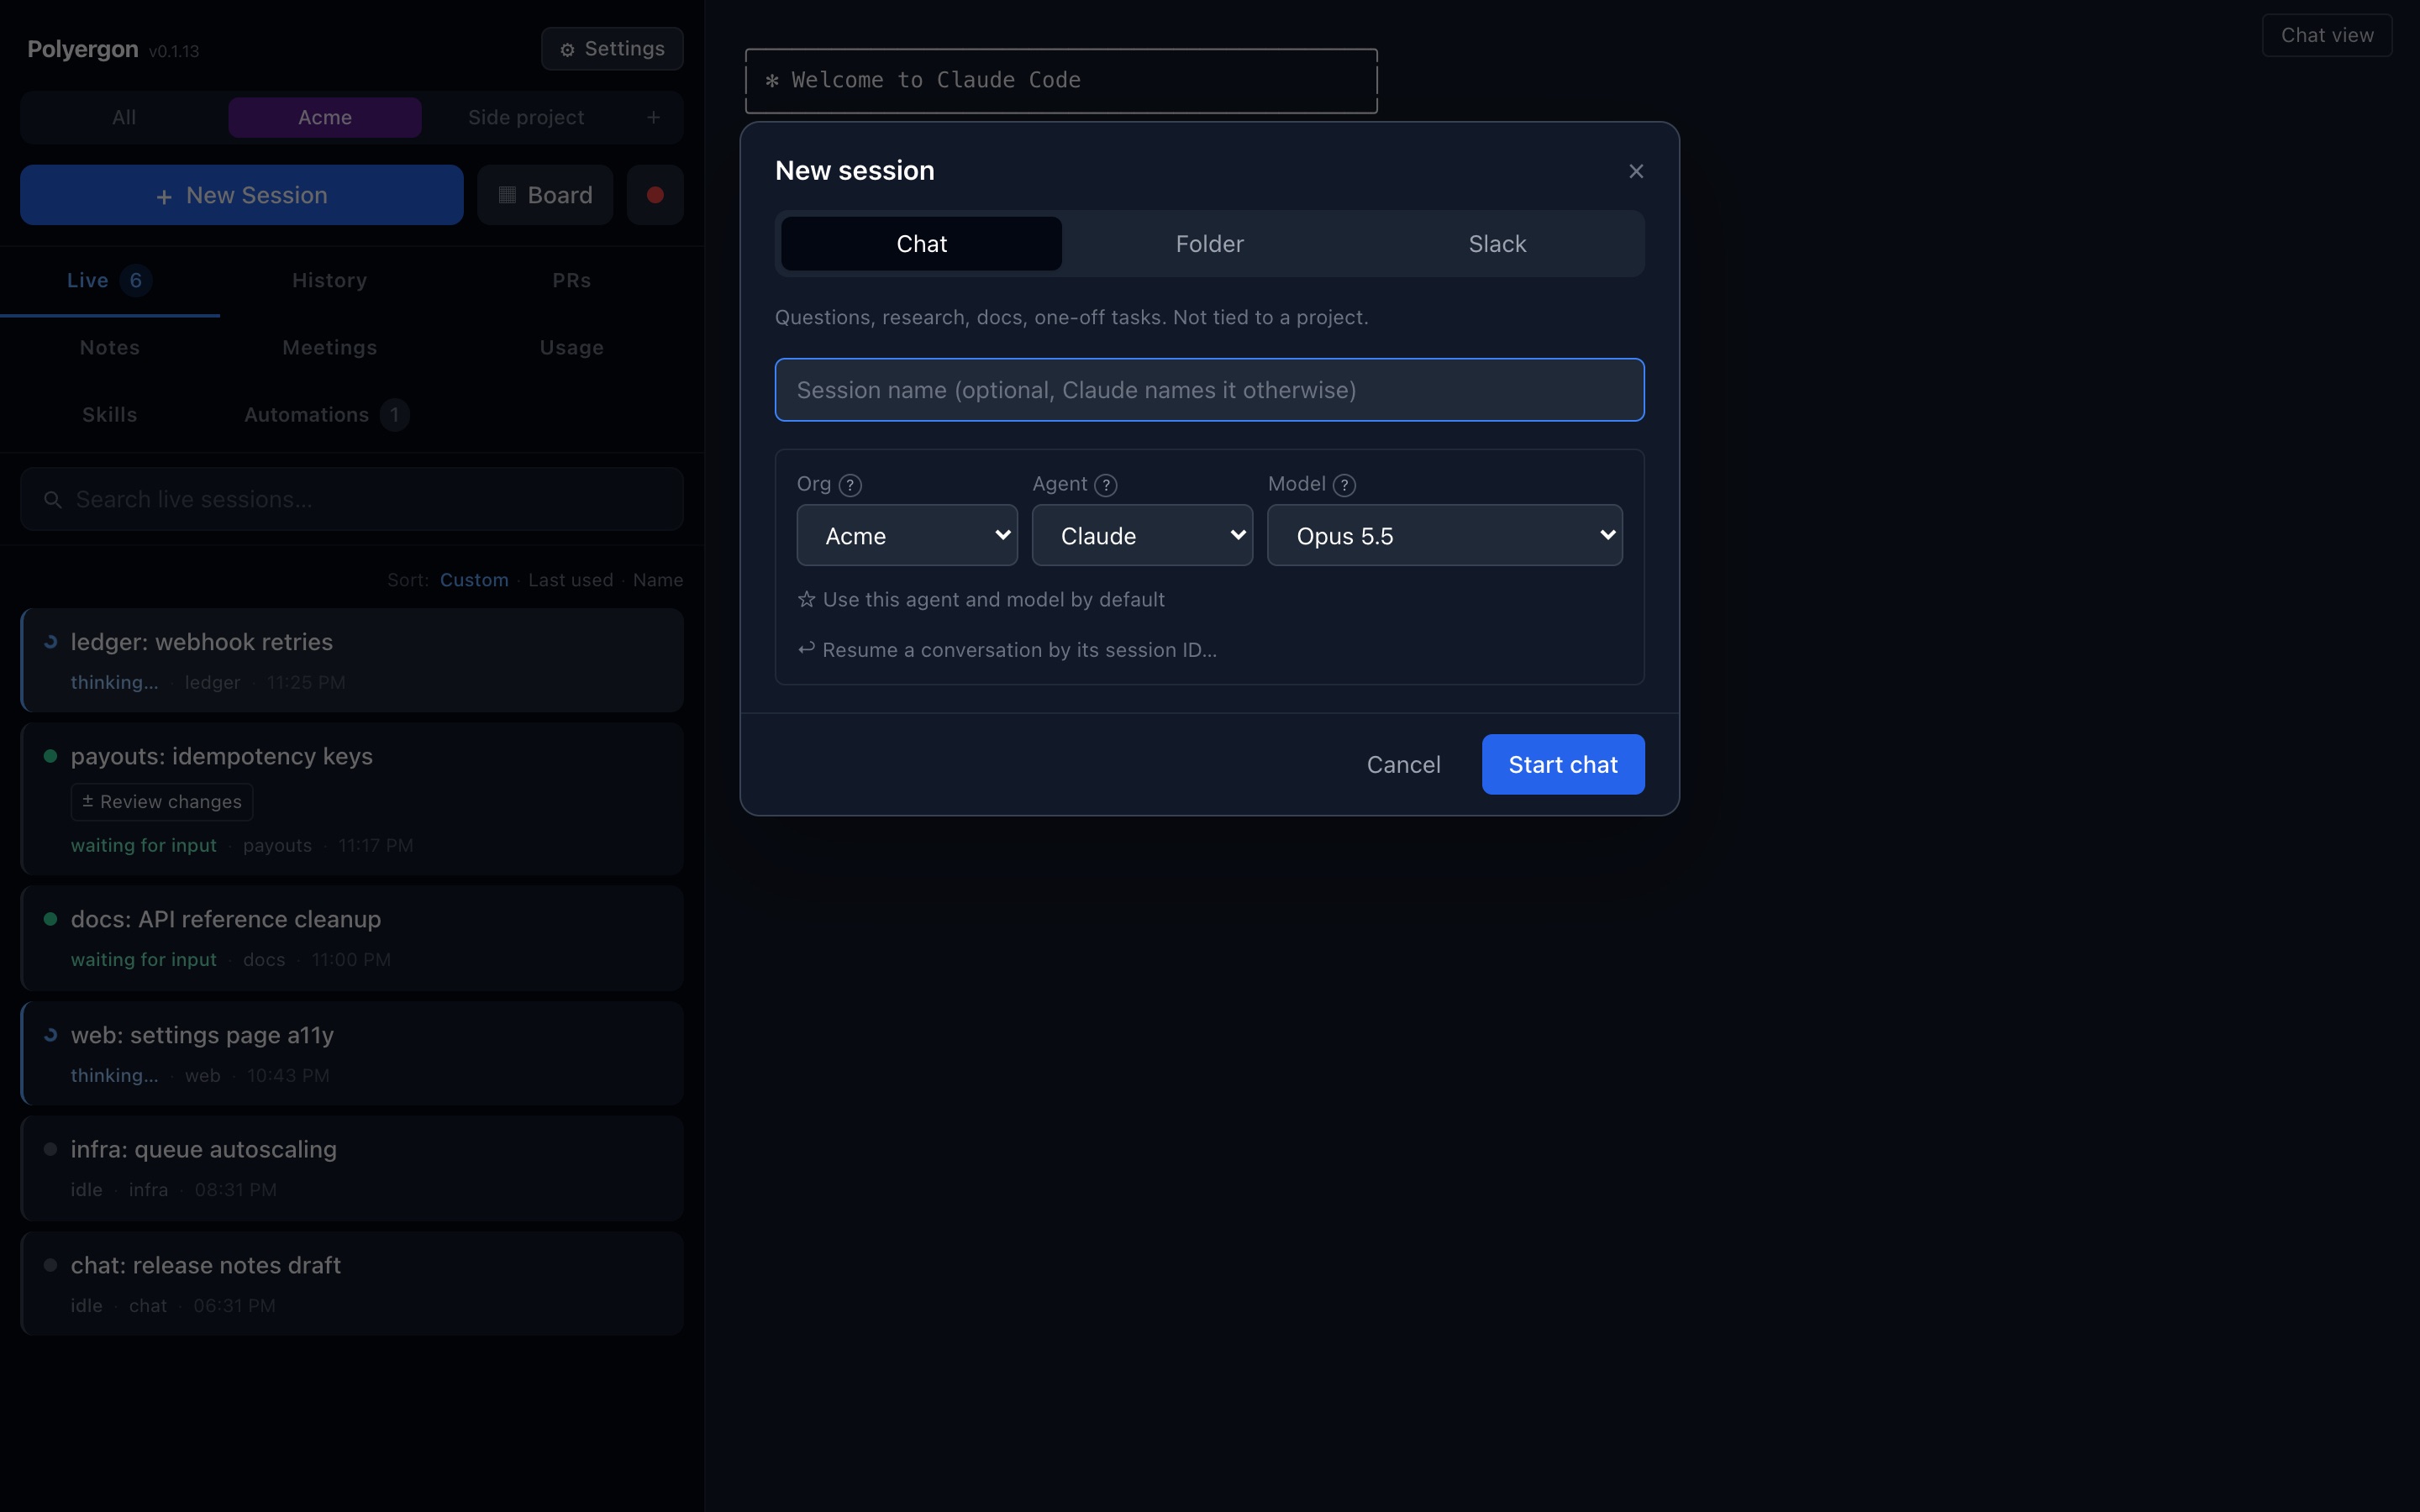 Polyergon v0.1.13
⚙ Settings
All Acme Side project +
+ New Session
Board
Live 6 History PRs
Notes Meetings Usage
Skills Automations 1
Search live sessions...
Sort: Custom · Last used · Name
ledger: webhook retries
thinking... · ledger · 11:25 PM
payouts: idempotency keys
± Review changes
waiting for input · payouts · 11:17 PM
docs: API reference cleanup
waiting for input · docs · 11:00 PM
web: settings page a11y
thinking... · web · 10:43 PM
infra: queue autoscaling
idle · infra · 08:31 PM
chat: release notes draft
idle · chat · 06:31 PM
Chat view
✻ Welcome to Claude Code
New session ×
Chat Folder Slack
Questions, research, docs, one-off tasks. Not tied to a project.
Session name (optional, Claude names it otherwise)
Org ? Agent ? Model ?
Acme Claude Opus 5.5
☆ Use this agent and model by default
↩ Resume a conversation by its session ID...
Cancel Start chat